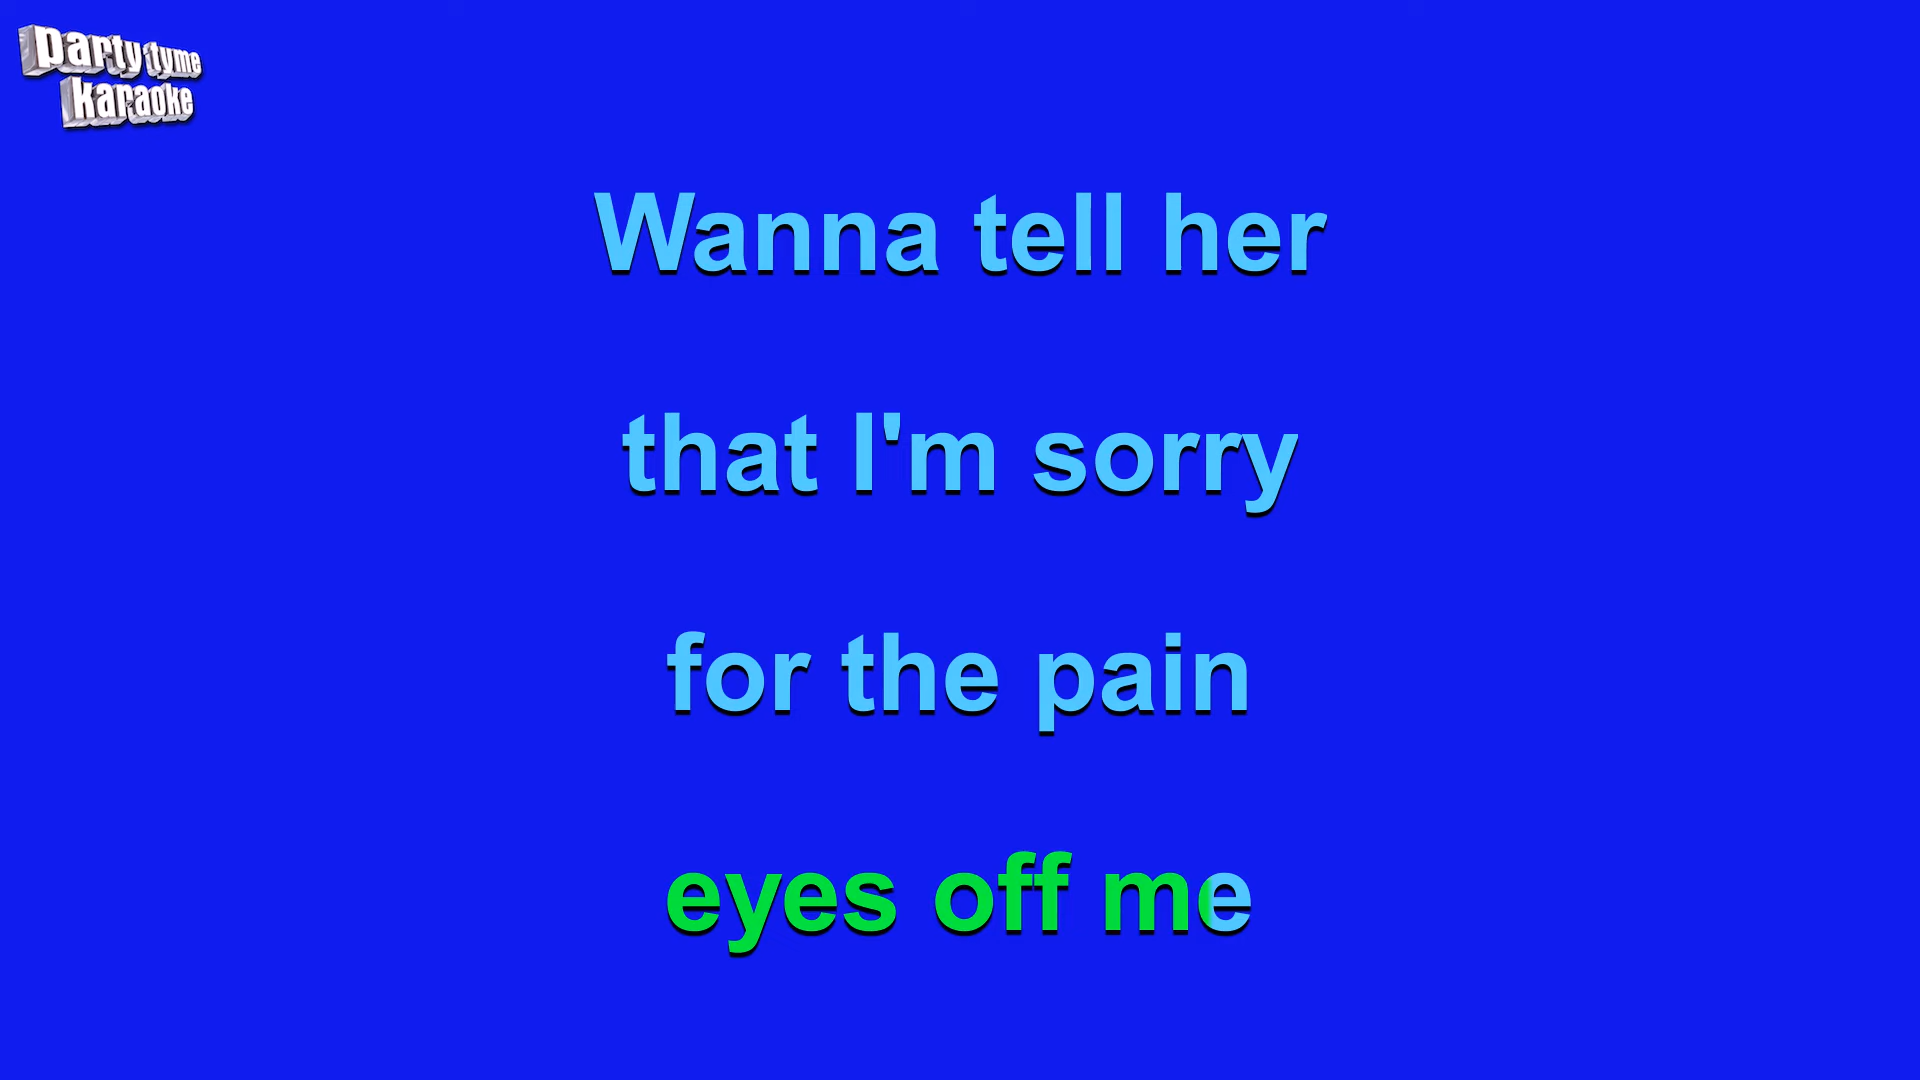 party tyme
karaoke
Wanna tell her
that I'm sorry
for the pain
eyes off me